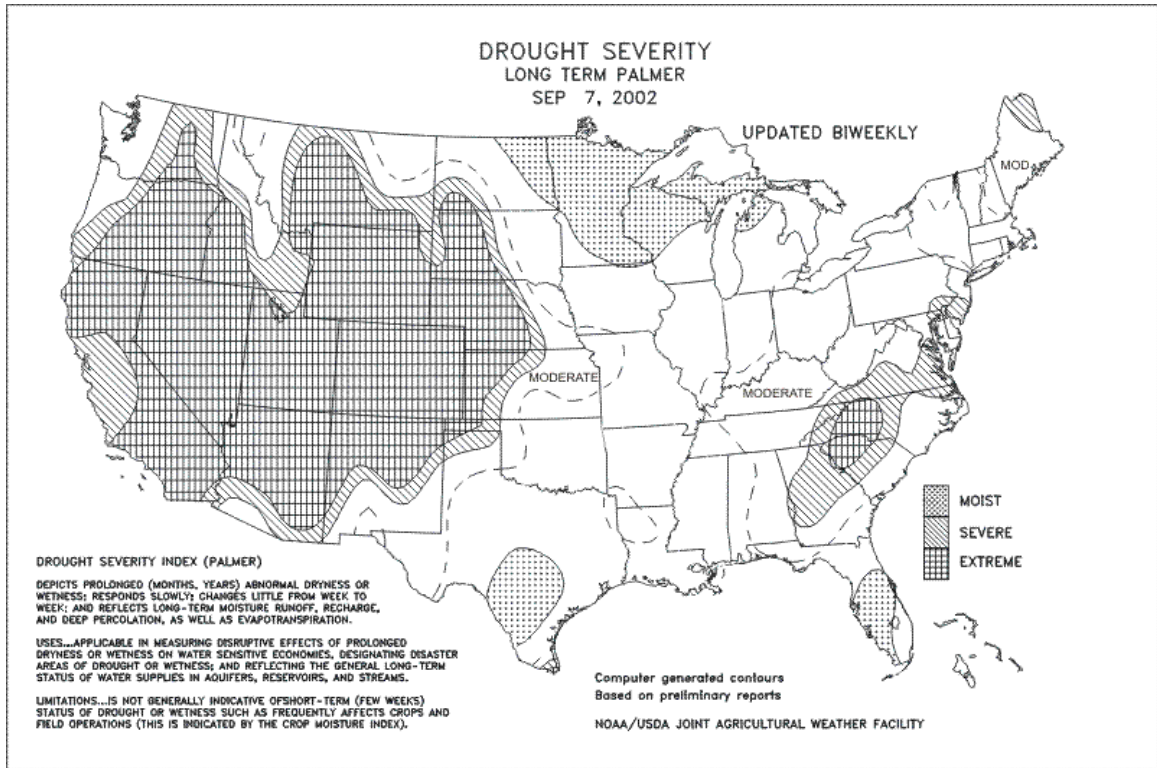 DROUGHT SEVERITY
LONG TERM PALMER
SEP 7, 2002
UPDATED BIWEEKLY
MOD
MODERATE
MODERATE
MOIST
SEVERE
EXTREME
DROUGHT SEVERITY INDEX (PALMER)
DEPICTS PROLONGED (MONTHS, YEARS) ABNORMAL DRYNESS OR
WETNESS; RESPONDS SLOWLY; CHANGES LITTLE FROM WEEK TO
WEEK; AND REFLECTS LONG-TERM MOISTURE RUNOFF, RECHARGE,
AND DEEP PERCOLATION, AS WELL AS EVAPOTRANSPIRATION.
USES...APPLICABLE IN MEASURING DISRUPTIVE EFFECTS OF PROLONGED
DRYNESS OR WETNESS ON WATER SENSITIVE ECONOMIES, DESIGNATING DISASTER
AREAS OF DROUGHT OR WETNESS; AND REFLECTING THE GENERAL LONG-TERM
STATUS OF WATER SUPPLIES IN AQUIFERS, RESERVOIRS, AND STREAMS.
LIMITATIONS...IS NOT GENERALLY INDICATIVE OFSHORT-TERM (FEW WEEKS)
STATUS OF DROUGHT OR WETNESS SUCH AS FREQUENTLY AFFECTS CROPS AND
FIELD OPERATIONS (THIS IS INDICATED BY THE CROP MOISTURE INDEX).
Computer generated contours
Based on preliminary reports
NOAA/USDA JOINT AGRICULTURAL WEATHER FACILITY